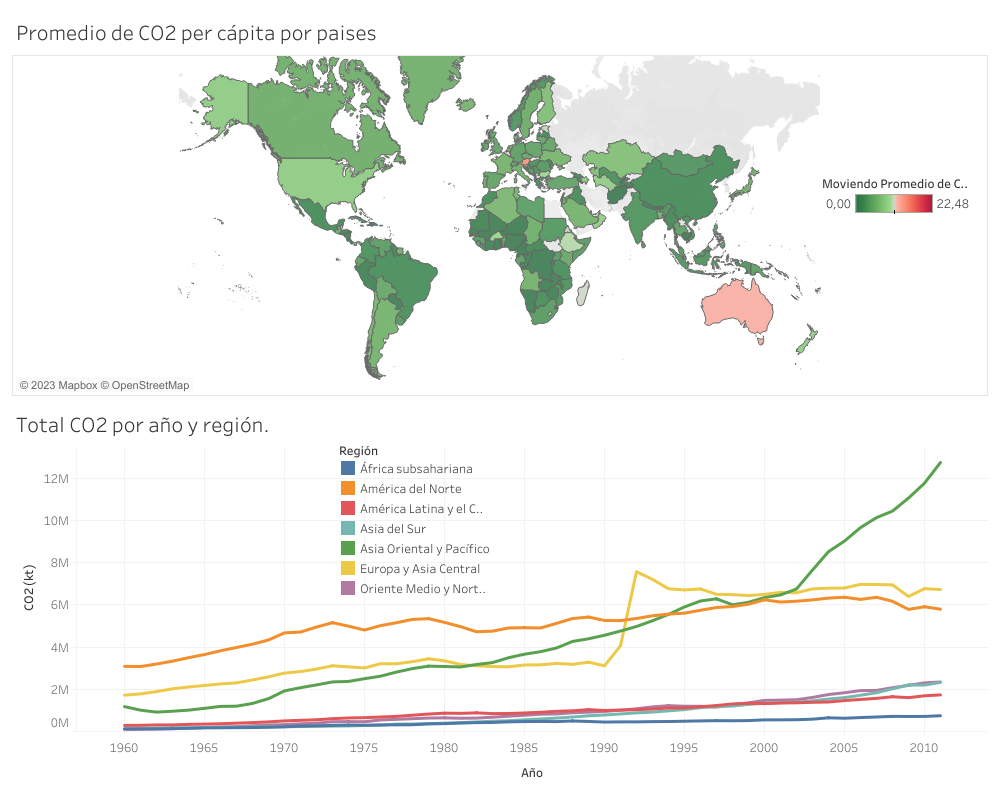 Promedio de CO2 per cápita por paises
Moviendo Promedio de C..
0,00 22,48
© 2023 Mapbox © OpenStreetMap
Total CO2 por año y región.
Región
África subsahariana
América del Norte
América Latina y el C..
Asia del Sur
Asia Oriental y Pacífico
Europa y Asia Central
Oriente Medio y Nort..
12M
10M
8M
6M
4M
2M
0M
CO2 (kt)
1960 1965 1970 1975 1980 1985 1990 1995 2000 2005 2010
Año